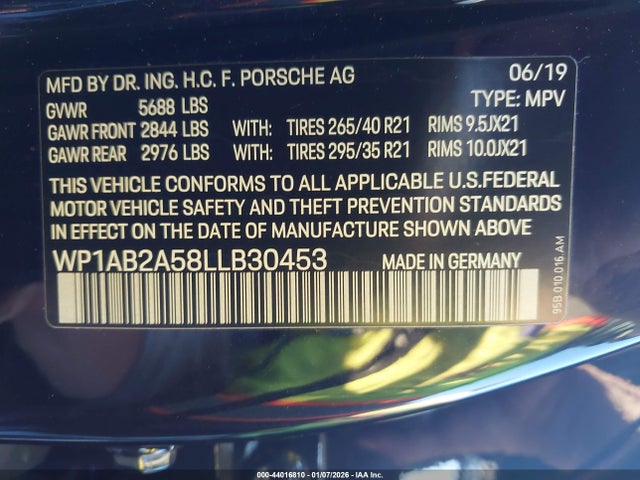 MFD BY DR. ING. H.C. F. PORSCHE AG 06/19
GVWR 5688 LBS TYPE: MPV
GAWR FRONT 2844 LBS WITH: TIRES 265/40 R21 RIMS 9.5JX21
GAWR REAR 2976 LBS WITH: TIRES 295/35 R21 RIMS 10.0JX21
THIS VEHICLE CONFORMS TO ALL APPLICABLE U.S.FEDERAL
MOTOR VEHICLE SAFETY AND THEFT PREVENTION STANDARDS
IN EFFECT ON THE DATE OF MANUFACTURE SHOWN ABOVE
WP1AB2A58LLB30453 MADE IN GERMANY
95B.010.016.AM
000-44016810 - 01/07/2026 - IAA Inc.